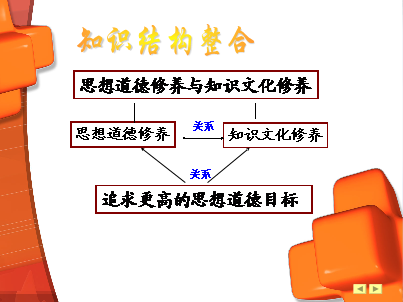 知识结构整合
思想道德修养与知识文化修养
思想道德修养
关系
知识文化修养
关系
追求更高的思想道德目标